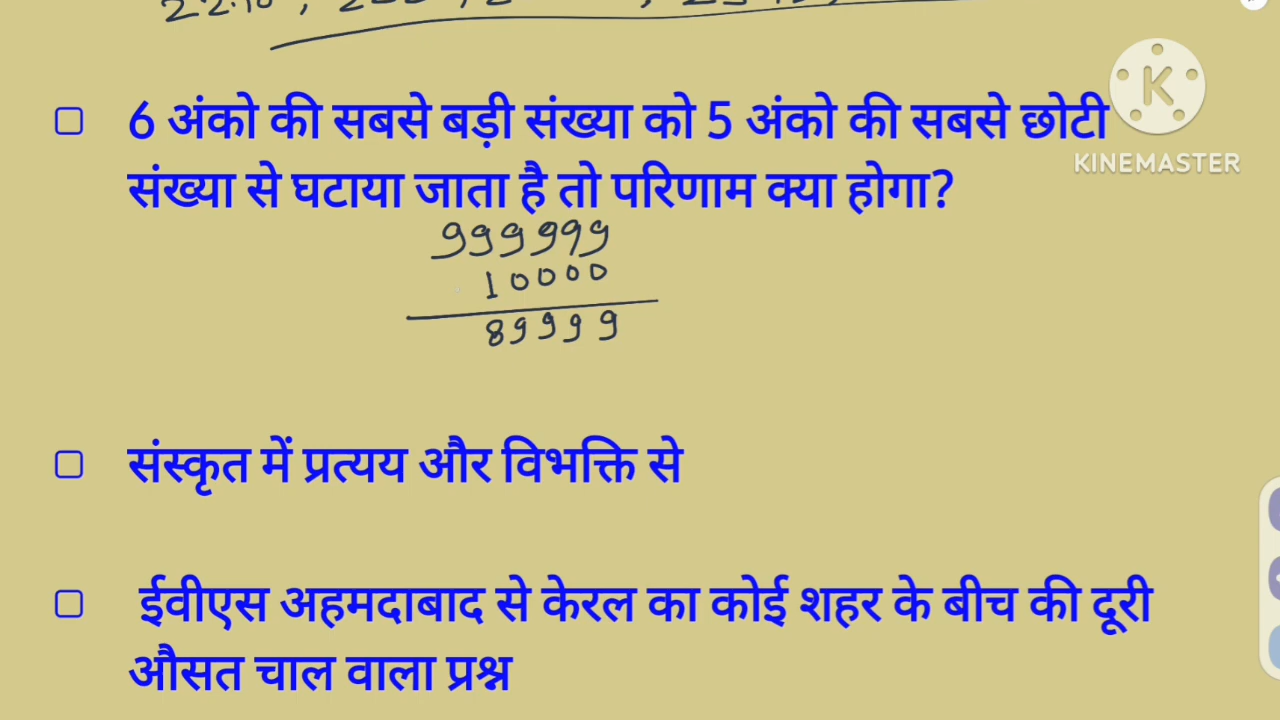 6 अंको की सबसे बड़ी संख्या को 5 अंको की सबसे छोटी
संख्या से घटाया जाता है तो परिणाम क्या होगा?
K
KINEMASTER
999999
10000
89999
संस्कृत में प्रत्यय और विभक्ति से
ईवीएस अहमदाबाद से केरल का कोई शहर के बीच की दूरी
औसत चाल वाला प्रश्न